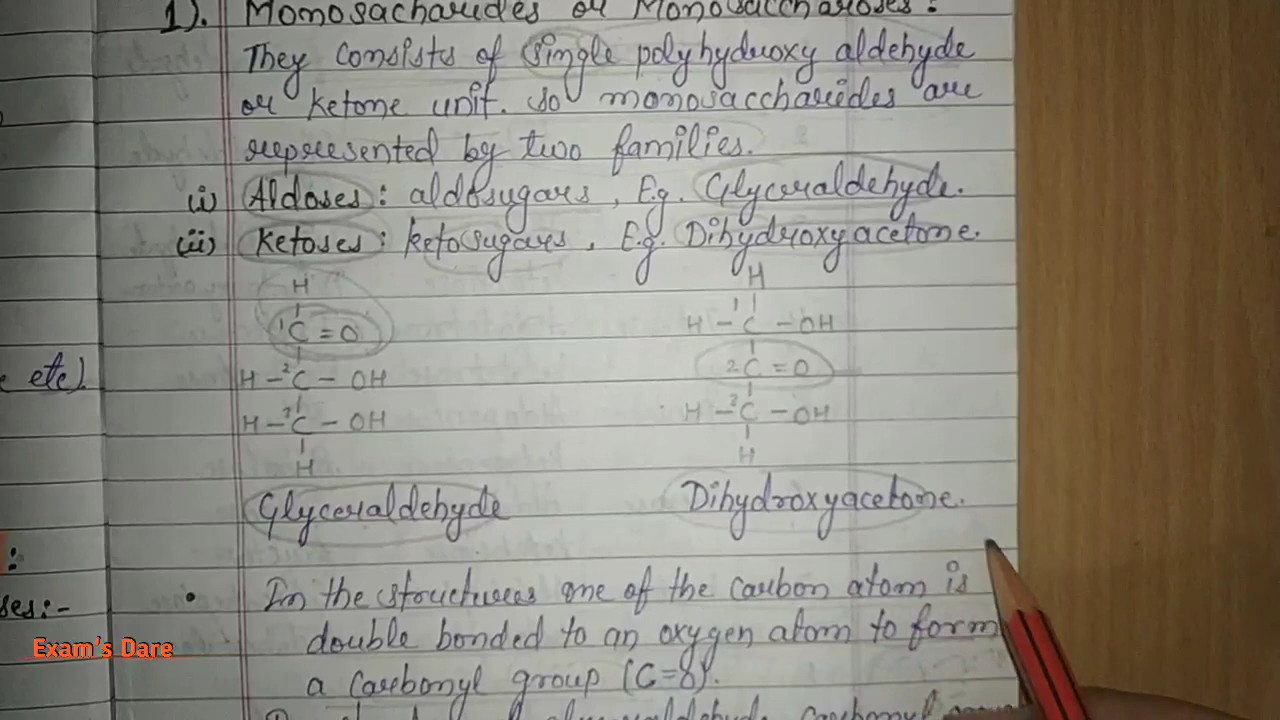 1). Monosacharides or Monosaccharoses:
They consists of single polyhydroxy aldehyde
or ketone unit. So monosaccharides are
represented by two families.
(i) Aldoses: aldosugars, E.g. Glyceraldehyde.
(ii) Ketoses: ketosugars, E.g. Dihydroxyacetone.
H H
1C = O H - 1C - OH
etc). H - 2C - OH 2C = O
H - 3C - OH H - 3C - OH
H H
Glyceraldehyde Dihydroxyacetone.
:
ses:- • In the structures one of the carbon atom is
double bonded to an oxygen atom to form
Exam's Dare
a carbonyl group (C=O).